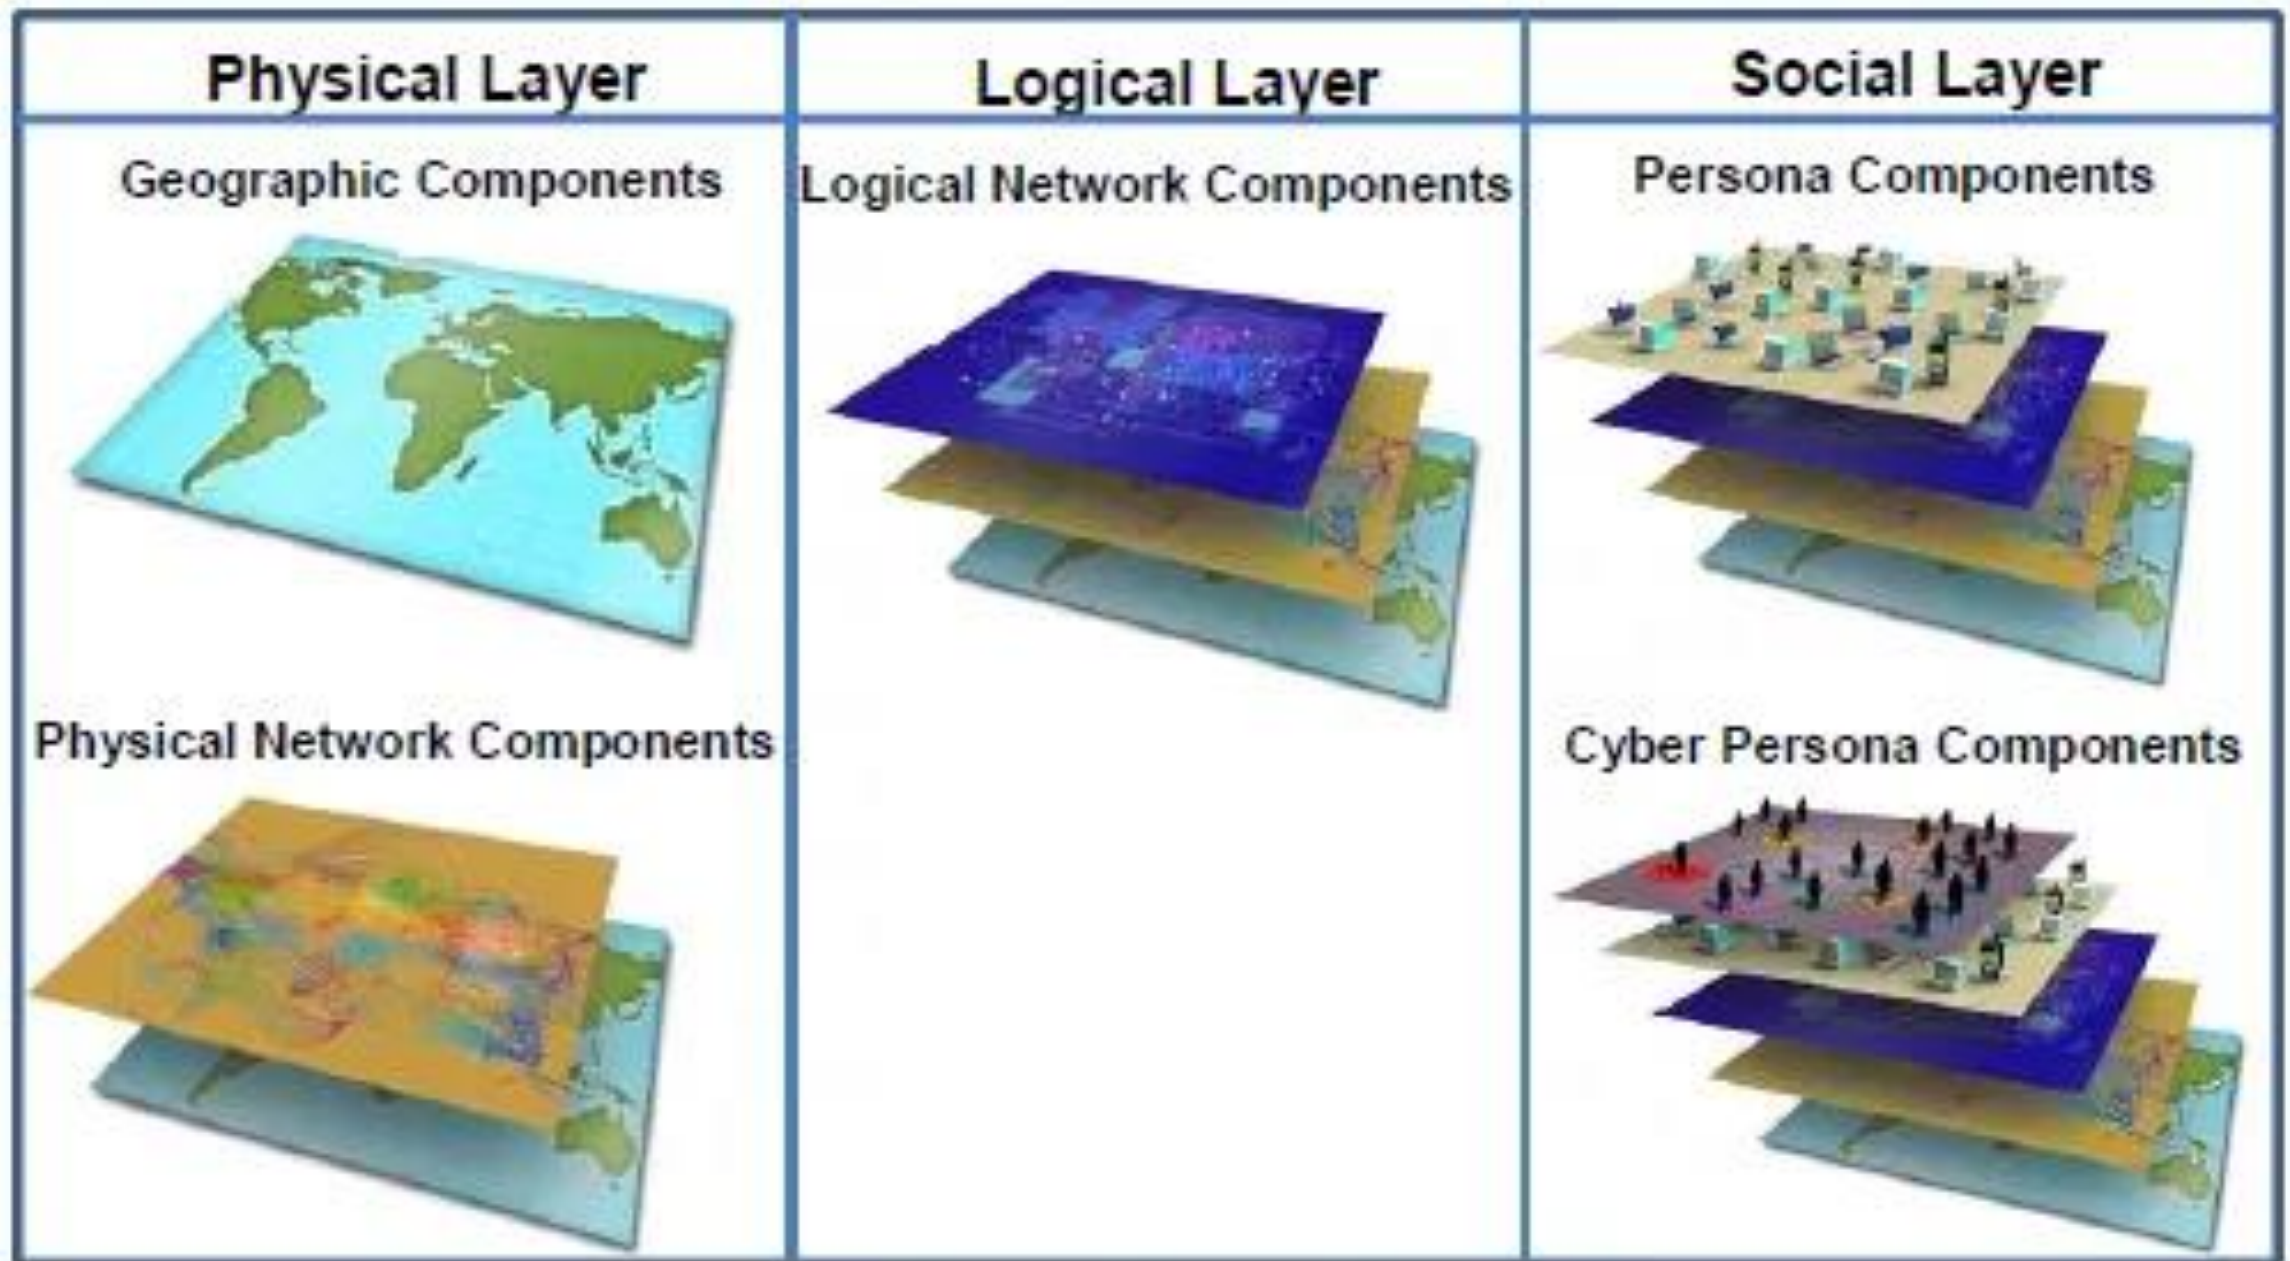 Physical Layer
Logical Layer
Social Layer
Geographic Components
Logical Network Components
Persona Components
Physical Network Components
Cyber Persona Components